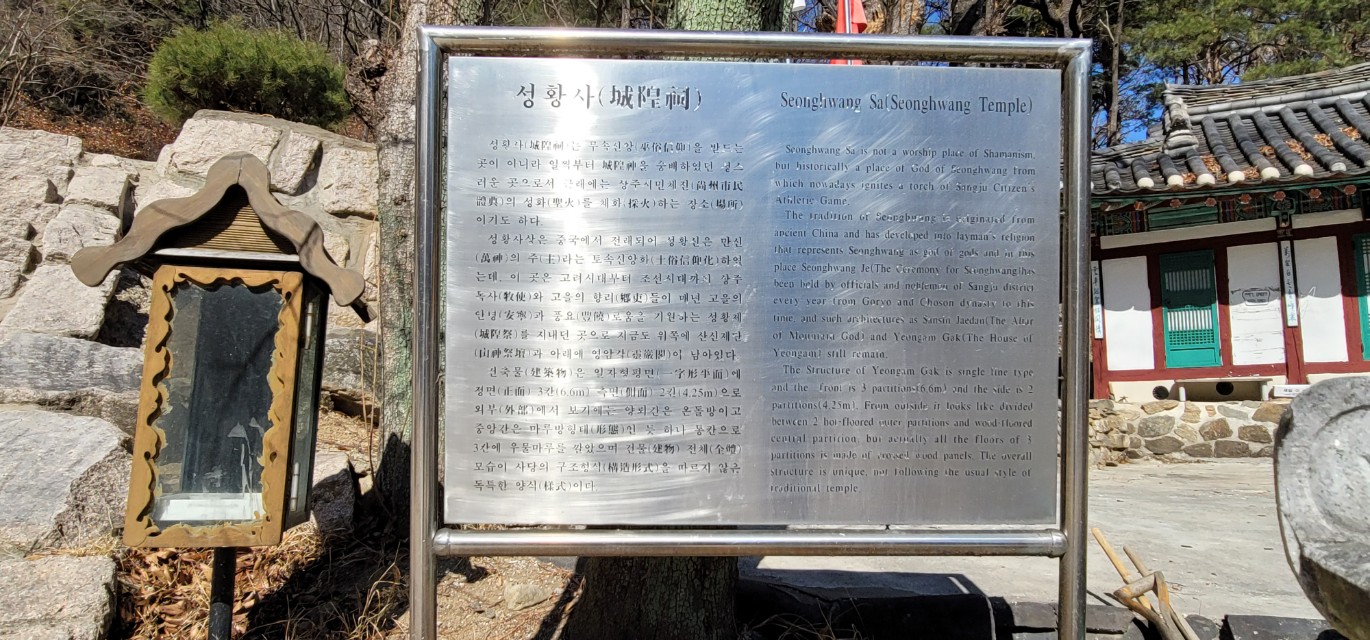 성황사(城隍祠)
성황사(城隍祠)는 무속신앙(巫俗信仰)을 받드는
곳이 아니라 일찍부터 城隍神을 숭배하였던 성스
러운 곳으로서 근래에는 상주시민체전(尚州市民
體典)의 성화(聖火)를 채화(採火)하는 장소(場所)
이기도 하다.
성황사상은 중국에서 전래되어 성황신은 만신
(萬神)의 주(主)라는 토속신앙화(土俗信仰化)하였
는데, 이 곳은 고려시대부터 조선시대까지 상주
목사(牧使)와 고을의 향리(鄕吏)들이 매년 고을의
안녕(安寧)과 풍요(豊饒)로움을 기원하는 성황제
(城隍祭)를 지내던 곳으로 지금도 위쪽에 산신제단
(山神祭壇)과 아래에 영암각(靈巖閣)이 남아있다.
건축물(建築物)은 일자형평면(一字形平面)에
정면(正面) 3칸(6.6m) 측면(側面) 2칸(4.25m)으로
외부(外部)에서 보기에는 양외간은 온돌방이고
중앙간은 마루방형태(形態)인 듯 하나 통칸으로
3칸에 우물마루를 깔았으며 건물(建物) 전체(全體)
모습이 사당의 구조형식(構造形式)을 따르지 않은
독특한 양식(樣式)이다.
Seonghwang Sa(Seonghwang Temple)
Seonghwang Sa is not a worship place of Shamanism,
but historically a place of God of Seonghwang from
which nowadays ignites a torch of Sangju Citizen's
Athletic Game.
The tradition of Seonghwang is originated from
ancient China and has developed into layman's religion
that represents Seonghwang as god of gods and in this
place Seonghwang Je(The ceremony for Seonghwang)has
been held by officials and noblemen of Sangju district
every year from Goryo and Choson dynasty to this
time and such architectures as Sansin Jaedan(The Altar
of Mountain God) and Yeongam Gak(The House of
Yeongam) still remain.
The Structure of Yeongam Gak is single line type
and the front is 3 partitions(6.6m) and the side is 2
partitions(4.25m). From outside it looks like divided
between 2 hot-floored outer partitions and wood-floored
central partition, but actually all the floors of 3
partitions is made of crossed wood panels. The overall
structure is unique, not following the usual style of
traditional temple.